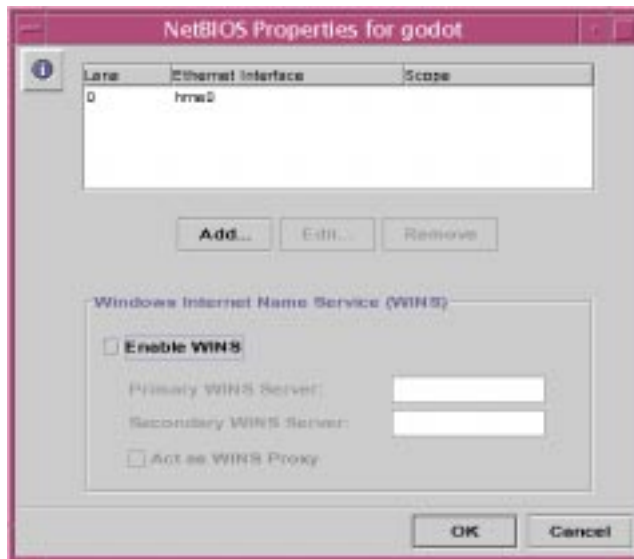 NetBIOS Properties for godot
Lana Ethernet Interface Scope
0 hme0
Add... Edit... Remove
Windows Internet Name Service (WINS)
Enable WINS
Primary WINS Server:
Secondary WINS Server:
Act as WINS Proxy
OK Cancel